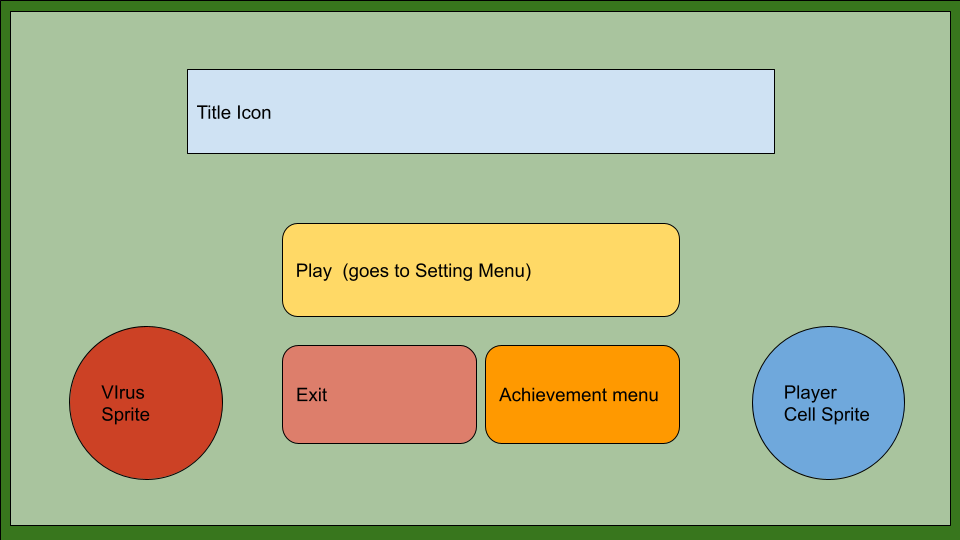 Title Icon
Play  (goes to Setting Menu)
Exit
Achievement menu
VIrus
Sprite
Player
Cell Sprite